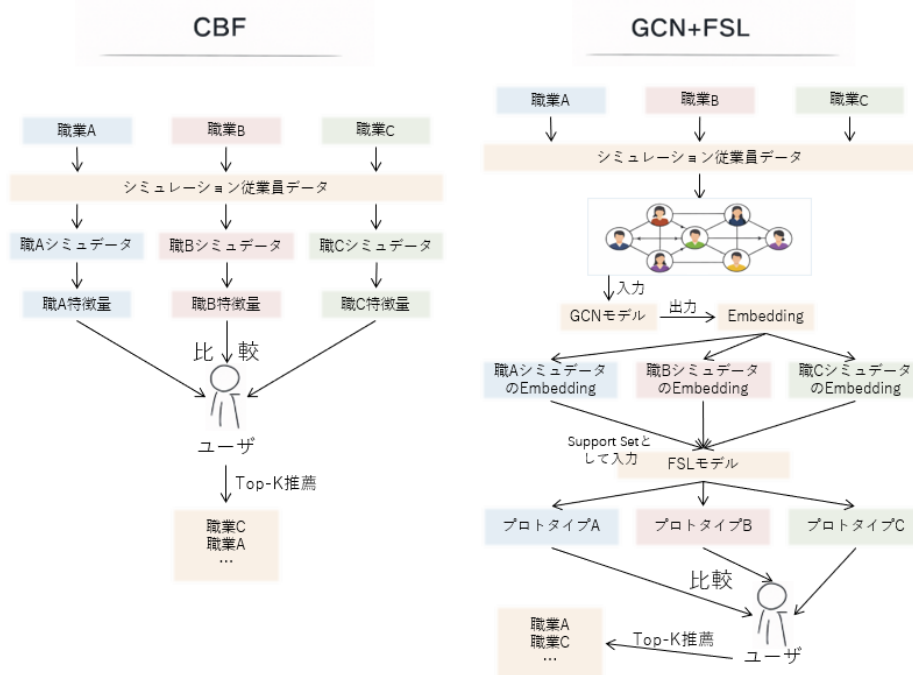 CBF
職業A
職業B
職業C
シミュレーション従業員データ
職Aシミュデータ
職Bシミュデータ
職Cシミュデータ
職A特徴量
職B特徴量
職C特徴量
比 較
ユーザ
Top-K推薦
職業C
職業A
…
GCN+FSL
職業A
職業B
職業C
シミュレーション従業員データ
入力
GCNモデル
出力
Embedding
職Aシミュデータ
のEmbedding
職Bシミュデータ
のEmbedding
職Cシミュデータ
のEmbedding
Support Setと
して入力
FSLモデル
プロトタイプA
プロトタイプB
プロトタイプC
比較
ユーザ
Top-K推薦
職業A
職業C
…